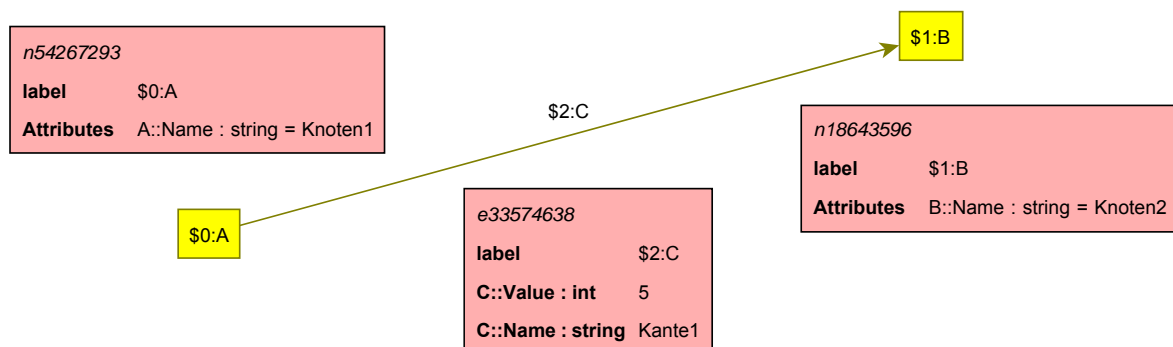 n54267293
label $0:A
Attributes A::Name : string = Knoten1
$1:B
$2:C
n18643596
label $1:B
Attributes B::Name : string = Knoten2
$0:A
e33574638
label $2:C
C::Value : int 5
C::Name : string Kante1